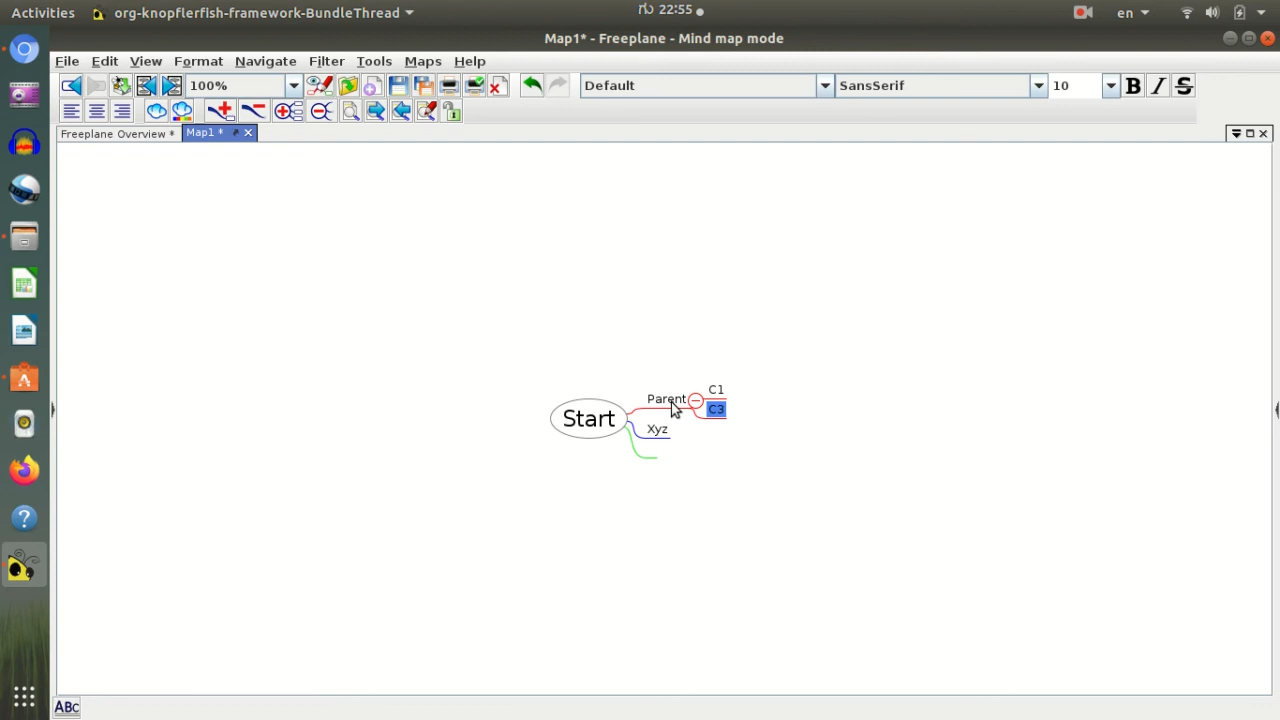 Activities org-knopflerfish-framework-BundleThread 22:55 en
Map1* - Freeplane - Mind map mode
File Edit View Format Navigate Filter Tools Maps Help
100% Default SansSerif 10 B I S
Freeplane Overview * Map1 *
C1
Parent
C3
Start
Xyz
ABC